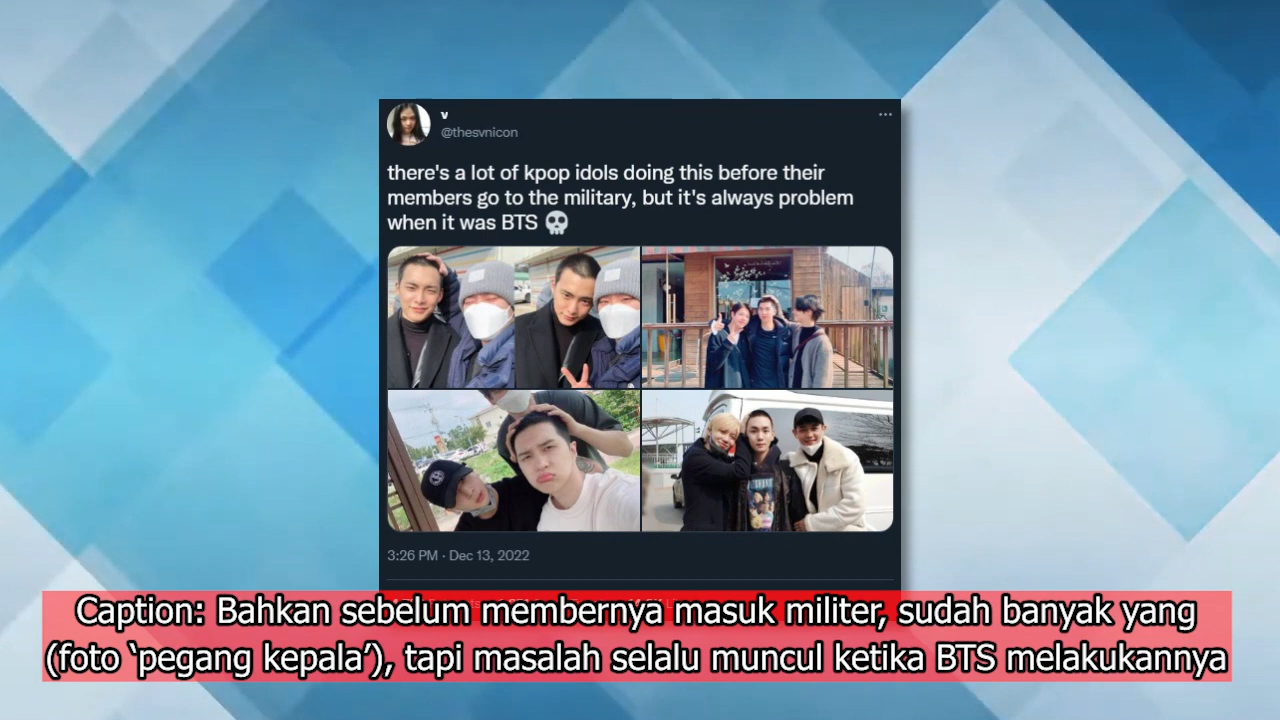 v
@thesvnicon
there's a lot of kpop idols doing this before their
members go to the military, but it's always problem
when it was BTS 💀
3:26 PM · Dec 13, 2022
Caption: Bahkan sebelum membernya masuk militer, sudah banyak yang
(foto ‘pegang kepala’), tapi masalah selalu muncul ketika BTS melakukannya